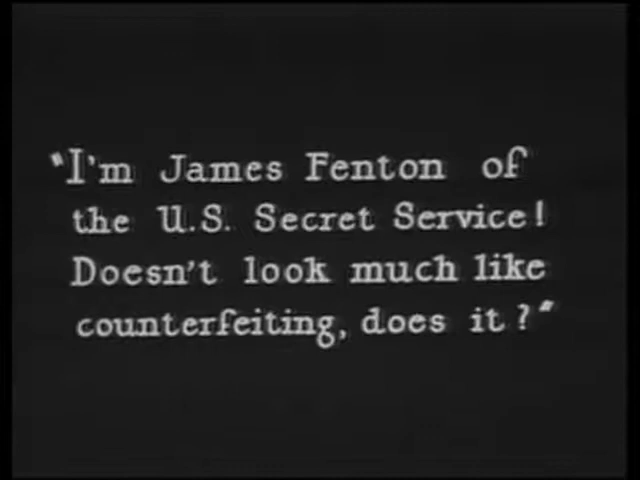 "I'm James Fenton of
the U.S. Secret Service!
Doesn't look much like
counterfeiting, does it?"